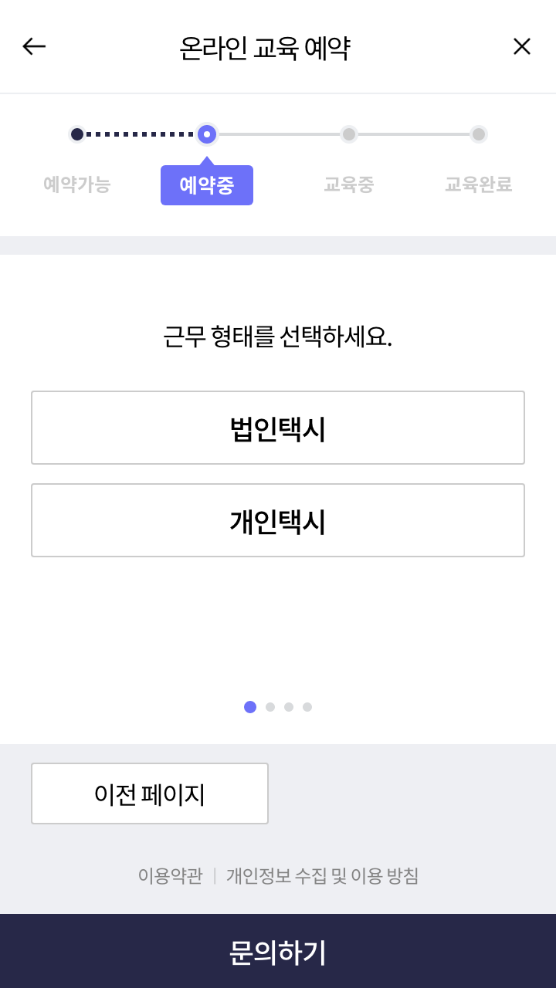 온라인 교육 예약
예약가능
예약중
교육중
교육완료
근무 형태를 선택하세요.
법인택시
개인택시
이전 페이지
이용약관 | 개인정보 수집 및 이용 방침
문의하기